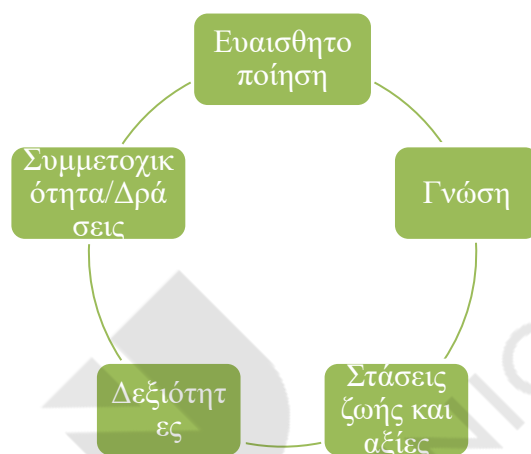 Ευαισθητο
ποίηση
Γνώση
Στάσεις
ζωής και
αξίες
Δεξιότητ
ες
Συμμετοχικ
ότητα/Δρά
σεις